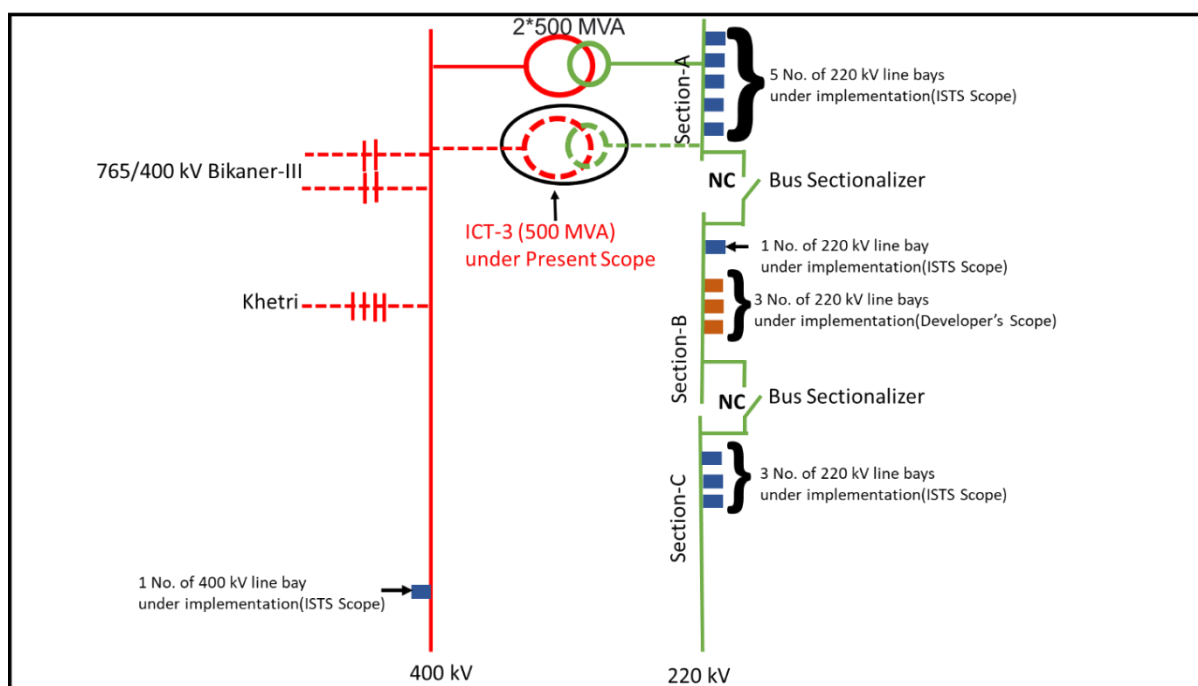 2*500 MVA
Section-A
5 No. of 220 kV line bays
under implementation(ISTS Scope)
765/400 kV Bikaner-III
NC
Bus Sectionalizer
ICT-3 (500 MVA)
under Present Scope
1 No. of 220 kV line bay
under implementation(ISTS Scope)
Khetri
3 No. of 220 kV line bays
under implementation(Developer's Scope)
Section-B
NC
Bus Sectionalizer
3 No. of 220 kV line bays
under implementation(ISTS Scope)
Section-C
1 No. of 400 kV line bay
under implementation(ISTS Scope)
400 kV
220 kV